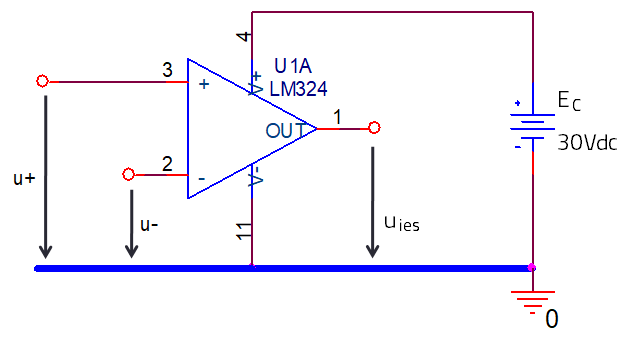 4
3
+
V+
U1A
LM324
u+
2
-
OUT
1
V-
11
u-
u ies
+
-
E C
30Vdc
0